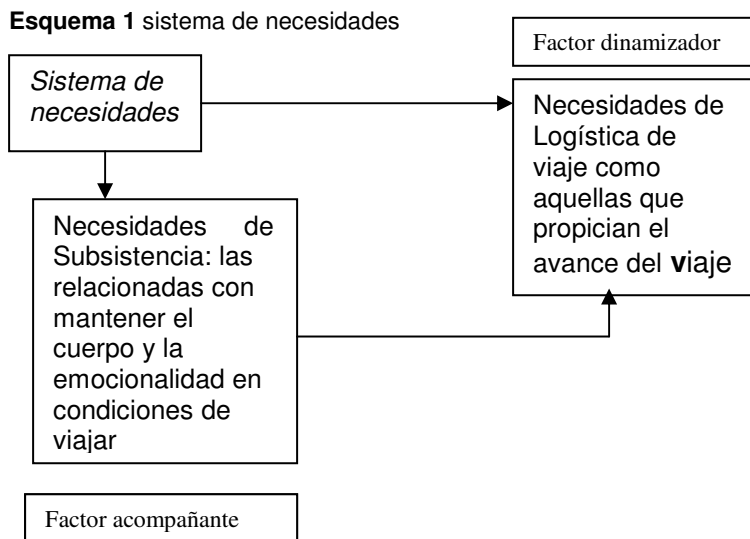 Esquema 1 sistema de necesidades
Factor dinamizador
Sistema de
necesidades
Necesidades de
Logística de
viaje como
aquellas que
propician el
avance del viaje
Necesidades de
Subsistencia: las
relacionadas con
mantener el
cuerpo y la
emocionalidad en
condiciones de
viajar
Factor acompañante